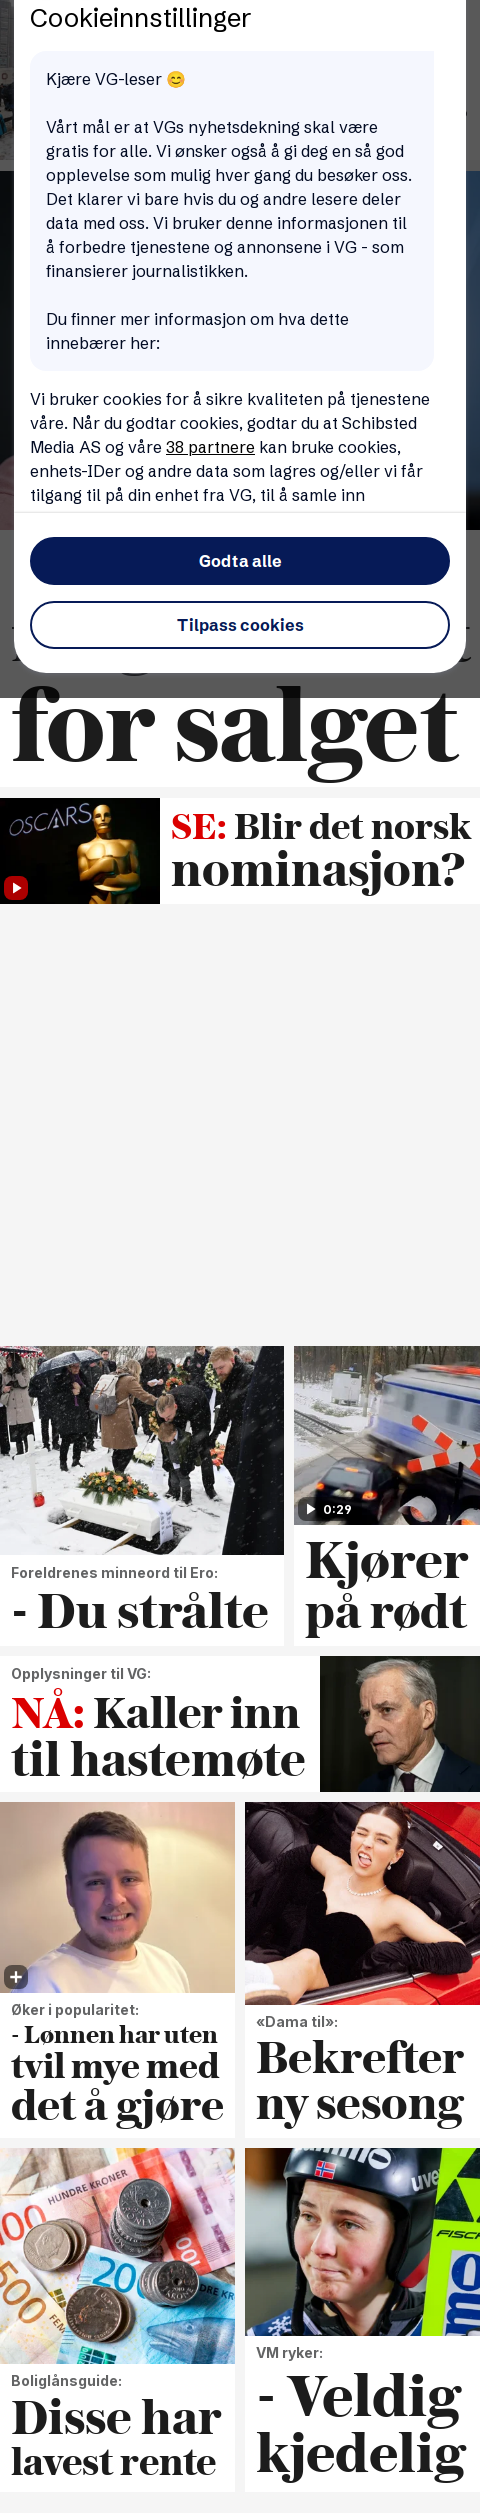 Cookieinnstillinger
Kjære VG-leser 😊
Vårt mål er at VGs nyhetsdekning skal være
gratis for alle. Vi ønsker også å gi deg en så god
opplevelse som mulig hver gang du besøker oss.
Det klarer vi bare hvis du og andre lesere deler
data med oss. Vi bruker denne informasjonen til
å forbedre tjenestene og annonsene i VG - som
finansierer journalistikken.
Du finner mer informasjon om hva dette
innebærer her:
Vi bruker cookies for å sikre kvaliteten på tjenestene
våre. Når du godtar cookies, godtar du at Schibsted
Media AS og våre 38 partnere kan bruke cookies,
enhets-IDer og andre data som lagres og/eller vi får
tilgang til på din enhet fra VG, til å samle inn
Godta alle
Tilpass cookies
for salget
OSCARS
SE: Blir det norsk
nominasjon?
0:29
Foreldrenes minneord til Ero:
- Du strålte
Kjører
på rødt
Opplysninger til VG:
NÅ: Kaller inn
til hastemøte
Øker i popularitet:
- Lønnen har uten
tvil mye med
det å gjøre
«Dama til»:
Bekrefter
ny sesong
HUNDRE KRONER
100
500
200
100
uve
FISCHER
Boliglånsguide:
Disse har
lavest rente
VM ryker:
- Veldig
kjedelig